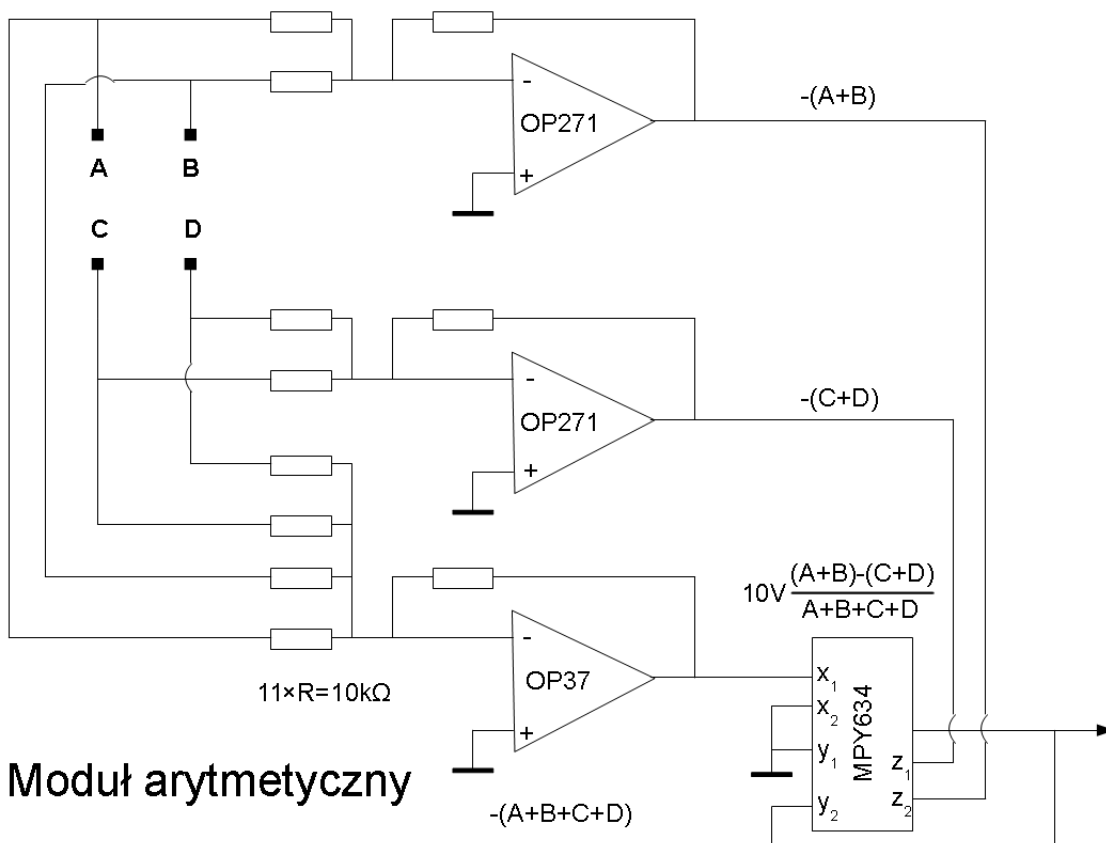 -(A+B)
-
OP271
+
A B
C D
-(C+D)
-
OP271
+
10V (A+B)-(C+D)
A+B+C+D
-
OP37
+
11×R=10kΩ
x₁
x₂
y₁
y₂
MPY634
z₁
z₂
Moduł arytmetyczny
-(A+B+C+D)